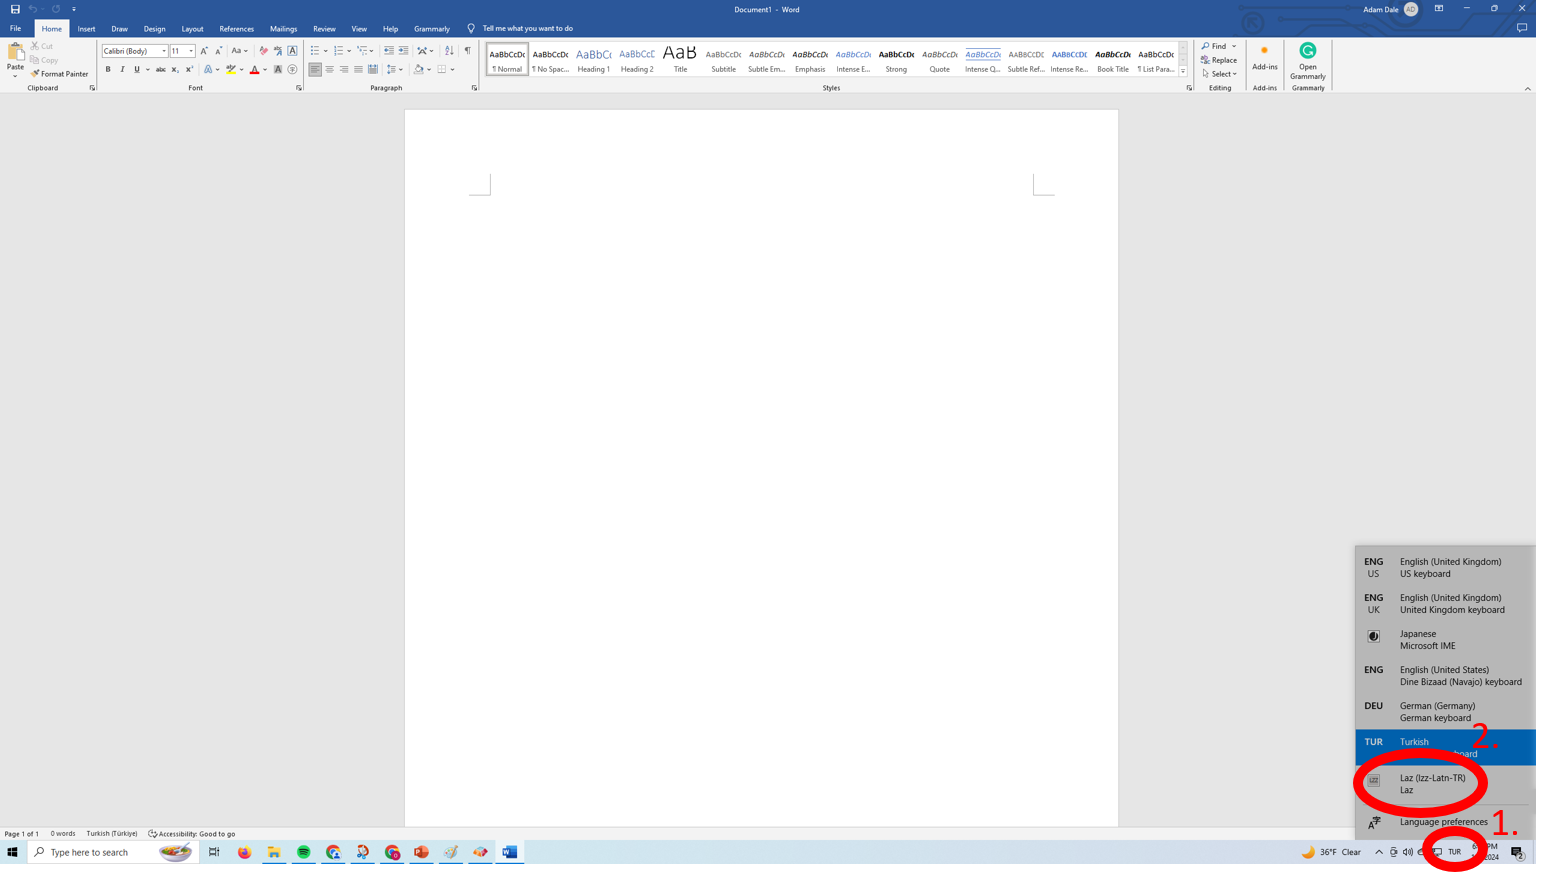 Document1 - Word
Adam Dale AD
File Home Insert Draw Design Layout References Mailings Review View Help Grammarly Tell me what you want to do
Paste
Cut
Copy
Format Painter
Clipboard
Calibri (Body) 11
Font
Paragraph
AaBbCcDc AaBbCcDc AaBbCc AaBbCcC AaB AaBbCcDc AaBbCcDc AaBbCcDc AaBbCcDc AaBbCcDc AaBbCcDc AaBbCcDc AaBbCcDc AaBbCcDc AaBbCcDc AaBbCcDc
¶ Normal ¶ No Spac... Heading 1 Heading 2 Title Subtitle Subtle Em... Emphasis Intense E... Strong Quote Intense Q... Subtle Ref... Intense Re... Book Title ¶ List Para...
Styles
Find
Replace
Select
Editing
Add-ins
Add-ins
Open
Grammarly
Grammarly
ENG English (United Kingdom)
US US keyboard
ENG English (United Kingdom)
UK United Kingdom keyboard
Japanese
Microsoft IME
ENG English (United States)
Dine Bizaad (Navajo) keyboard
DEU German (Germany)
German keyboard
2.
TUR Turkish
Laz (lzz-Latn-TR)
Laz
Language preferences
1.
Page 1 of 1 0 words Turkish (Türkiye) Accessibility: Good to go
Type here to search
36°F Clear
TUR
PM
2024
2